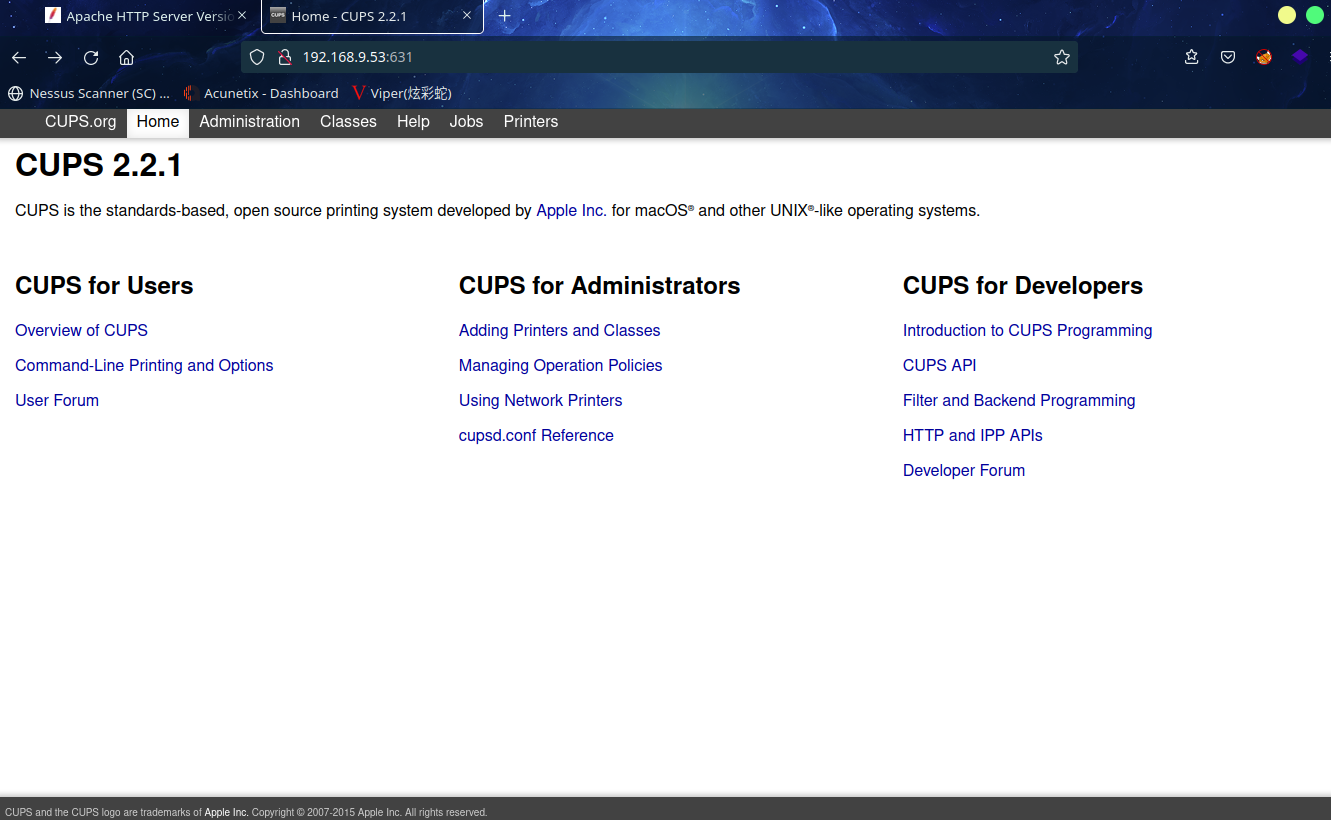 Apache HTTP Server Versio
CUPS Home - CUPS 2.2.1
192.168.9.53:631
Nessus Scanner (SC) ... Acunetix - Dashboard Viper(炫彩蛇)
CUPS.org Home Administration Classes Help Jobs Printers
CUPS 2.2.1
CUPS is the standards-based, open source printing system developed by Apple Inc. for macOS® and other UNIX®-like operating systems.
CUPS for Users
Overview of CUPS
Command-Line Printing and Options
User Forum
CUPS for Administrators
Adding Printers and Classes
Managing Operation Policies
Using Network Printers
cupsd.conf Reference
CUPS for Developers
Introduction to CUPS Programming
CUPS API
Filter and Backend Programming
HTTP and IPP APIs
Developer Forum
CUPS and the CUPS logo are trademarks of Apple Inc. Copyright © 2007-2015 Apple Inc. All rights reserved.